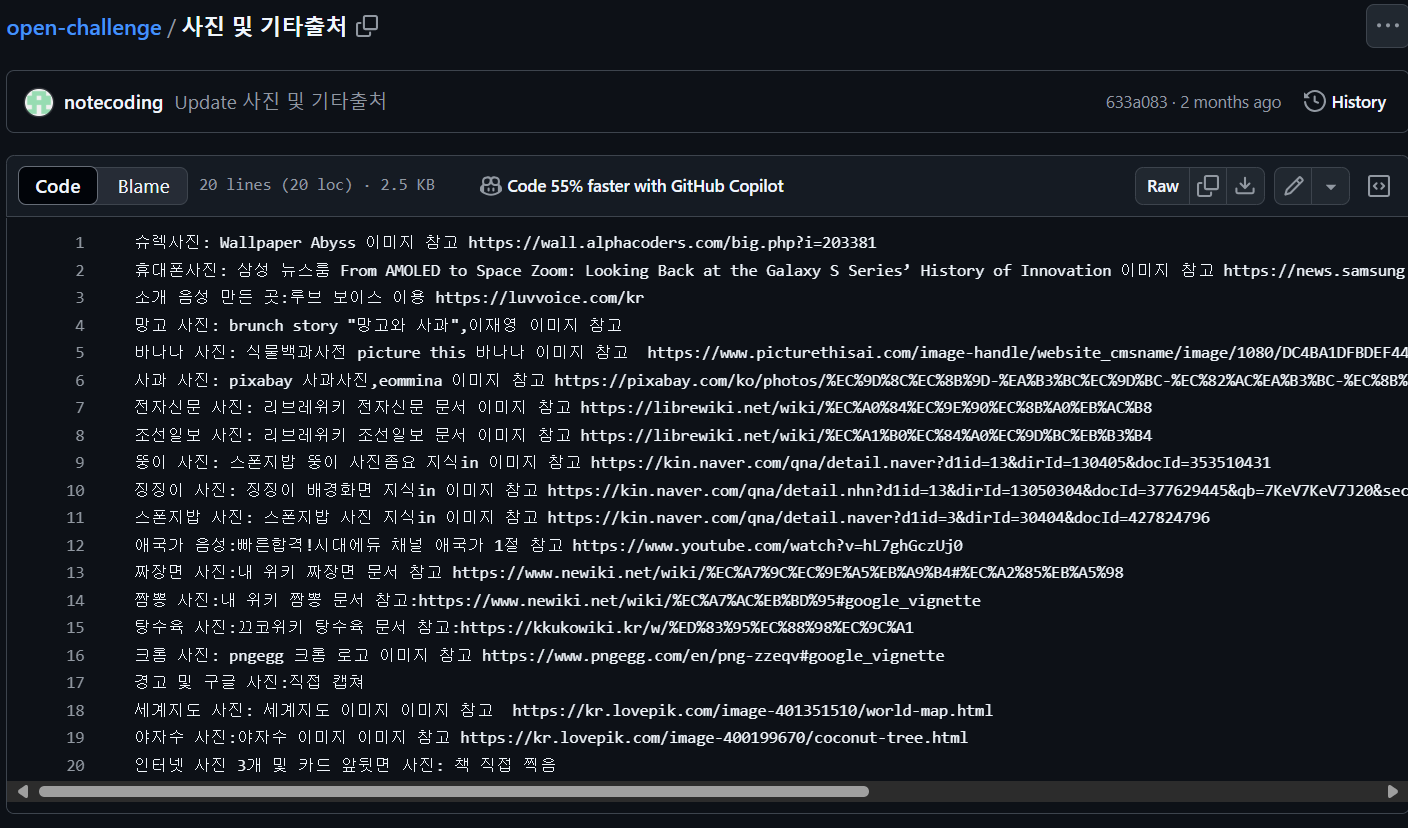 open-challenge / 사진 및 기타출처
notecoding Update 사진 및 기타출처 633a083 · 2 months ago History
Code Blame 20 lines (20 loc) · 2.5 KB Code 55% faster with GitHub Copilot Raw
1 슈렉사진: Wallpaper Abyss 이미지 참고 https://wall.alphacoders.com/big.php?i=203381
2 휴대폰사진: 삼성 뉴스룸 From AMOLED to Space Zoom: Looking Back at the Galaxy S Series’ History of Innovation 이미지 참고 https://news.samsung
3 소개 음성 만든 곳:루브 보이스 이용 https://luvvoice.com/kr
4 망고 사진: brunch story "망고와 사과",이재영 이미지 참고
5 바나나 사진: 식물백과사전 picture this 바나나 이미지 참고  https://www.picturethisai.com/image-handle/website_cmsname/image/1080/DC4BA1DFBDEF44
6 사과 사진: pixabay 사과사진,eommina 이미지 참고 https://pixabay.com/ko/photos/%EC%9D%8C%EC%8B%9D-%EA%B3%BC%EC%9D%BC-%EC%82%AC%EA%B3%BC-%EC%8B%
7 전자신문 사진: 리브레위키 전자신문 문서 이미지 참고 https://librewiki.net/wiki/%EC%A0%84%EC%9E%90%EC%8B%A0%EB%AC%B8
8 조선일보 사진: 리브레위키 조선일보 문서 이미지 참고 https://librewiki.net/wiki/%EC%A1%B0%EC%84%A0%EC%9D%BC%EB%B3%B4
9 뚱이 사진: 스폰지밥 뚱이 사진좀요 지식in 이미지 참고 https://kin.naver.com/qna/detail.naver?d1id=13&dirId=130405&docId=353510431
10 징징이 사진: 징징이 배경화면 지식in 이미지 참고 https://kin.naver.com/qna/detail.nhn?d1id=13&dirId=13050304&docId=377629445&qb=7KeV7KeV7J20&sec
11 스폰지밥 사진: 스폰지밥 사진 지식in 이미지 참고 https://kin.naver.com/qna/detail.naver?d1id=3&dirId=30404&docId=427824796
12 애국가 음성:빠른합격!시대에듀 채널 애국가 1절 참고 https://www.youtube.com/watch?v=hL7ghGczUj0
13 짜장면 사진:내 위키 짜장면 문서 참고 https://www.newiki.net/wiki/%EC%A7%9C%EC%9E%A5%EB%A9%B4#%EC%A2%85%EB%A5%98
14 짬뽕 사진:내 위키 짬뽕 문서 참고:https://www.newiki.net/wiki/%EC%A7%AC%EB%BD%95#google_vignette
15 탕수육 사진:끄코위키 탕수육 문서 참고:https://kkukowiki.kr/w/%ED%83%95%EC%88%98%EC%9C%A1
16 크롬 사진: pngegg 크롬 로고 이미지 참고 https://www.pngegg.com/en/png-zzeqv#google_vignette
17 경고 및 구글 사진:직접 캡쳐
18 세계지도 사진: 세계지도 이미지 이미지 참고  https://kr.lovepik.com/image-401351510/world-map.html
19 야자수 사진:야자수 이미지 이미지 참고 https://kr.lovepik.com/image-400199670/coconut-tree.html
20 인터넷 사진 3개 및 카드 앞뒷면 사진: 책 직접 찍음